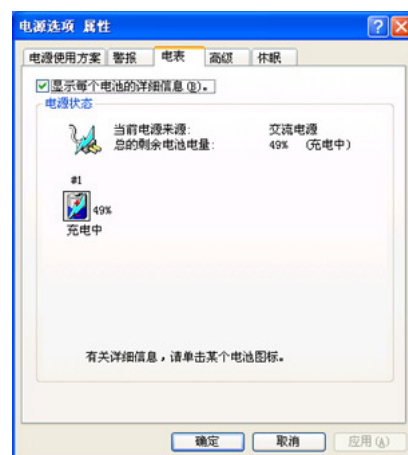 电源选项 属性
电源使用方案 警报 电表 高级 休眠
显示每个电池的详细信息(B)。
电源状态
当前电源来源: 交流电源
总的剩余电池电量: 49% (充电中)
#1
49%
充电中
有关详细信息，请单击某个电池图标。
确定 取消 应用(A)